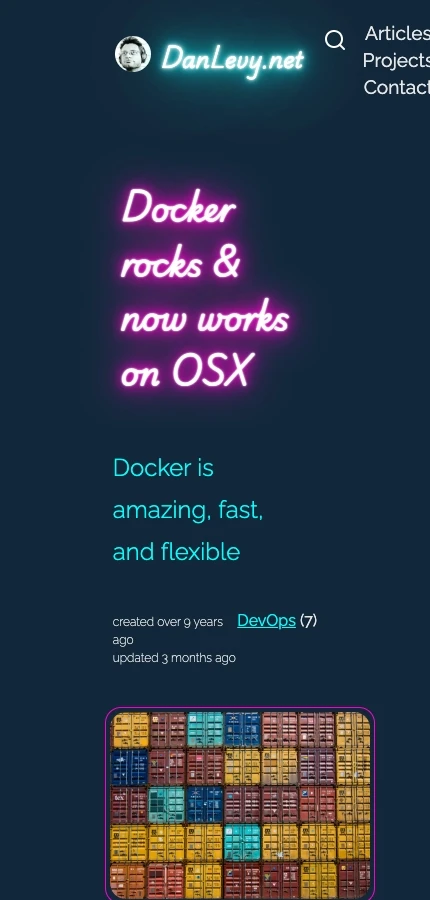 DanLevy.net
Articles
Projects
Contact
Docker
rocks &
now works
on OSX
Docker is
amazing, fast,
and flexible
created over 9 years ago
updated 3 months ago
DevOps (7)